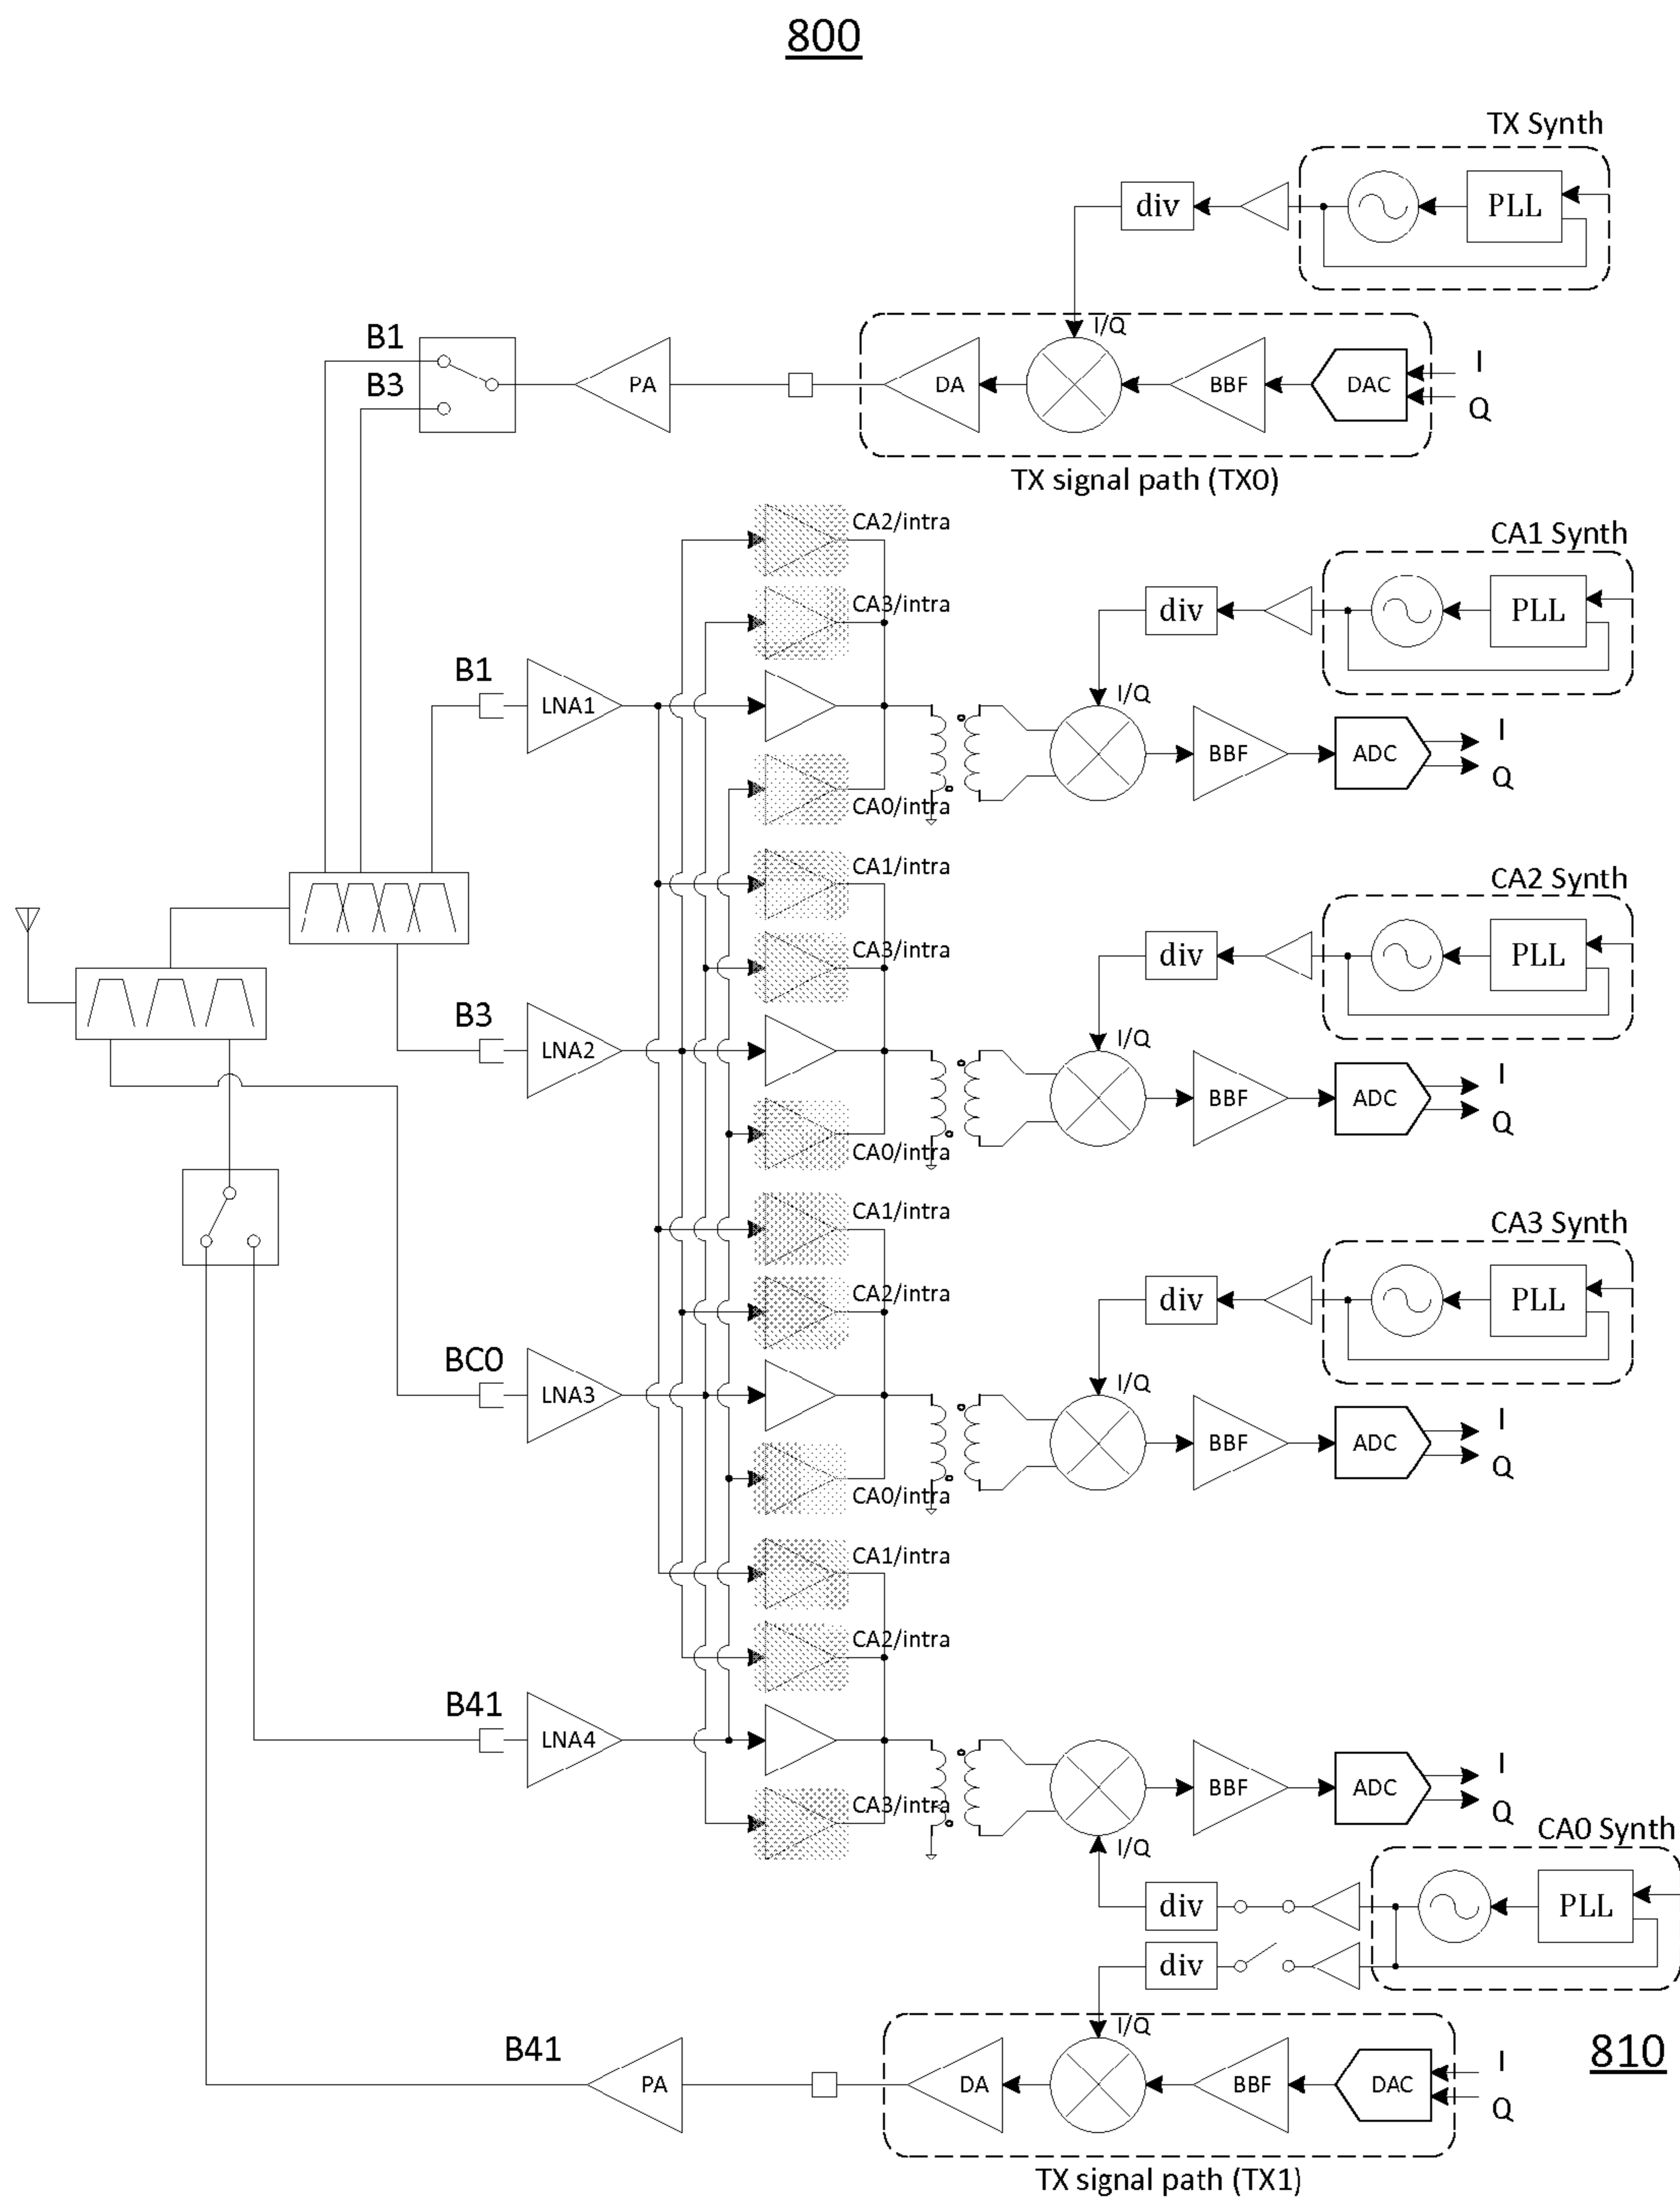 800
TX Synth
div
PLL
I/Q
B1
B3
PA
DA
BBF
DAC
I
Q
TX signal path (TX0)
CA2/intra
CA1 Synth
CA3/intra
div
PLL
B1
LNA1
I/Q
BBF
ADC
I
Q
CA0/intra
CA1/intra
CA2 Synth
CA3/intra
div
PLL
B3
LNA2
I/Q
BBF
ADC
I
Q
CA0/intra
CA1/intra
CA3 Synth
CA2/intra
div
PLL
BC0
LNA3
I/Q
BBF
ADC
I
Q
CA0/intra
CA1/intra
CA2/intra
B41
LNA4
BBF
ADC
I
Q
CA3/intra
I/Q
CA0 Synth
div
PLL
div
I/Q
B41
PA
DA
BBF
DAC
I
Q
810
TX signal path (TX1)